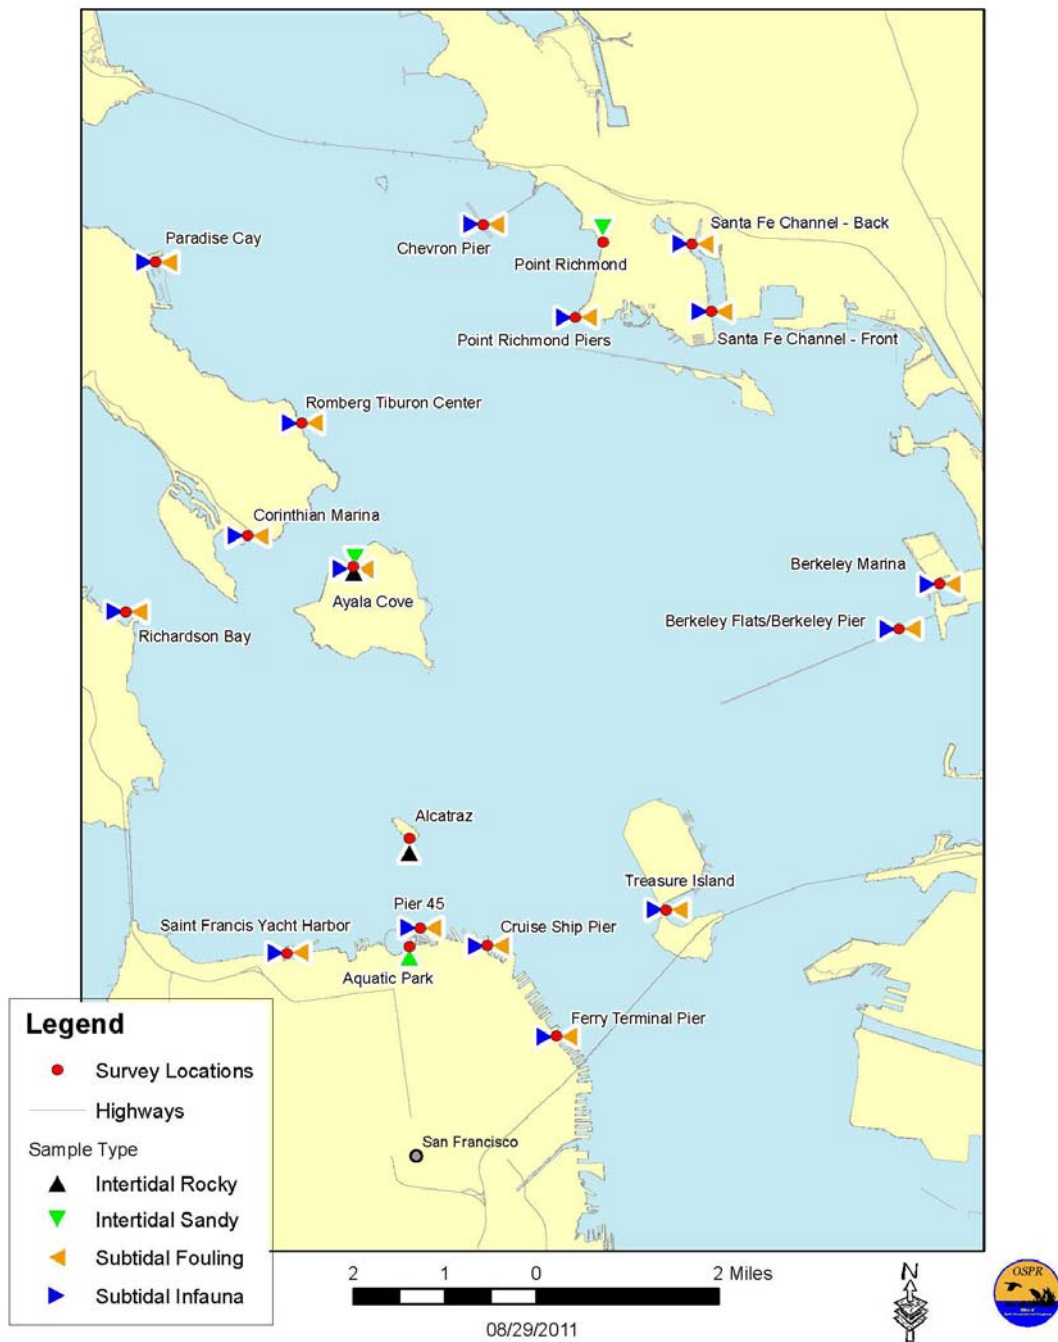 Paradise Cay
Chevron Pier
Point Richmond
Santa Fe Channel - Back
Point Richmond Piers
Santa Fe Channel - Front
Romberg Tiburon Center
Corinthian Marina
Ayala Cove
Richardson Bay
Berkeley Marina
Berkeley Flats/Berkeley Pier
Alcatraz
Treasure Island
Pier 45
Saint Francis Yacht Harbor
Cruise Ship Pier
Aquatic Park
Ferry Terminal Pier
San Francisco
Legend
Survey Locations
Highways
Sample Type
Intertidal Rocky
Intertidal Sandy
Subtidal Fouling
Subtidal Infauna
2 1 0 2 Miles
08/29/2011
N
OSPR